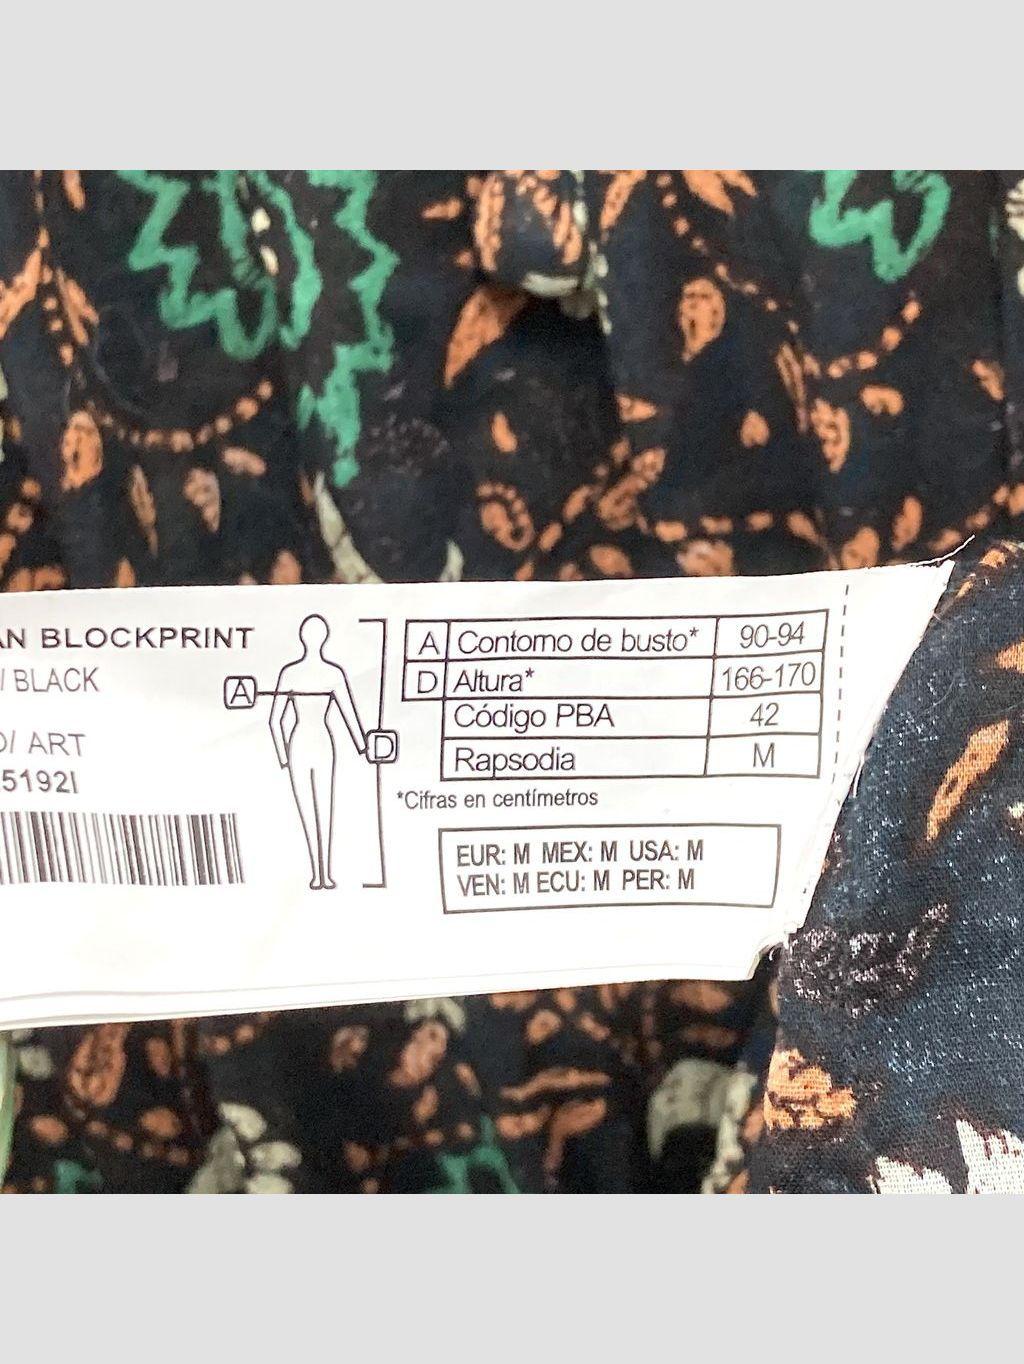 AN BLOCKPRINT
/ BLACK
O/ ART
5192I
A
D
A Contorno de busto* 90-94
D Altura* 166-170
Código PBA 42
Rapsodia M
*Cifras en centímetros
EUR: M MEX: M USA: M
VEN: M ECU: M PER: M